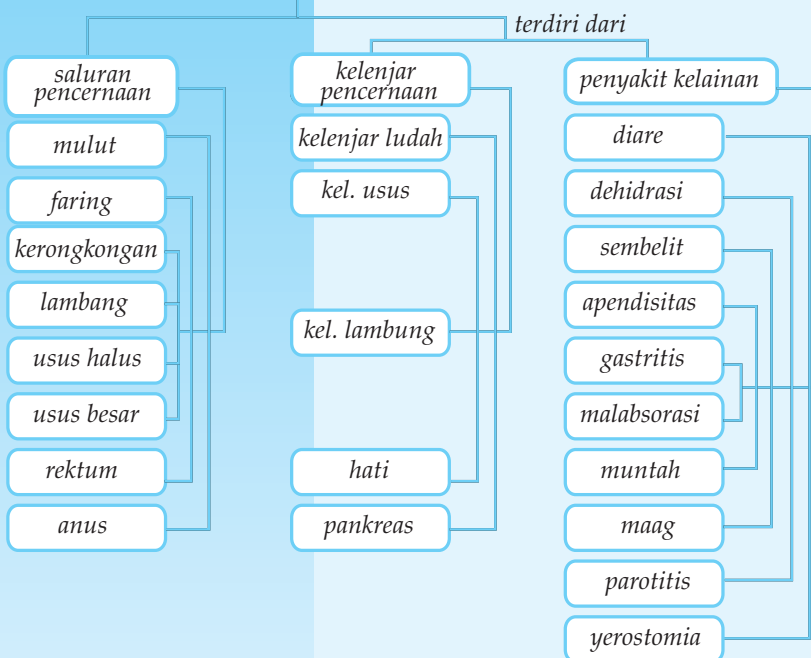 terdiri dari
saluran
pencernaan
mulut
faring
kerongkongan
lambang
usus halus
usus besar
rektum
anus
kelenjar
pencernaan
kelenjar ludah
kel. usus
kel. lambung
hati
pankreas
penyakit kelainan
diare
dehidrasi
sembelit
apendisitas
gastritis
malabsorasi
muntah
maag
parotitis
yerostomia